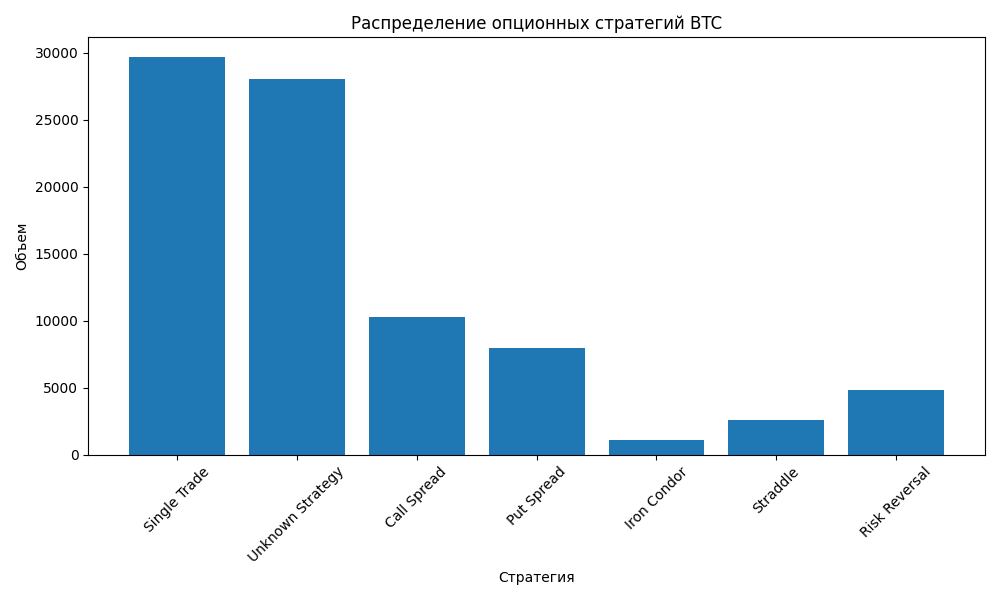 Распределение опционных стратегий BTC
Объем
30000
25000
20000
15000
10000
5000
0
Single Trade
Unknown Strategy
Call Spread
Put Spread
Iron Condor
Straddle
Risk Reversal
Стратегия